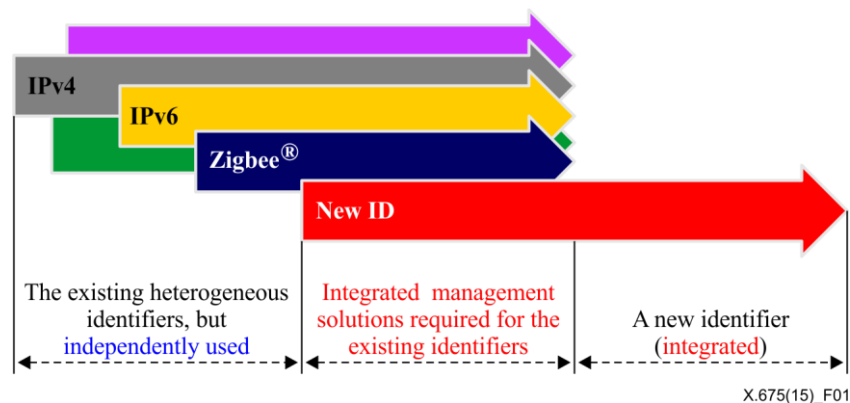 IPv4
IPv6
Zigbee®
New ID
The existing heterogeneous
identifiers, but
independently used
Integrated management
solutions required for the
existing identifiers
A new identifier
(integrated)
X.675(15)_F01